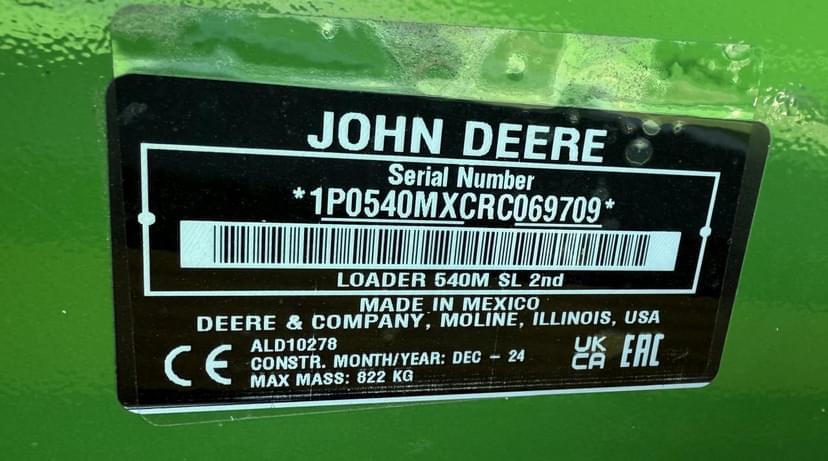 JOHN DEERE
Serial Number
*1P0540MXCRC069709*
LOADER 540M SL 2nd
MADE IN MEXICO
DEERE & COMPANY, MOLINE, ILLINOIS, USA
CE
ALD10278
CONSTR. MONTH/YEAR: DEC - 24
MAX MASS: 822 KG
UK
CA
EAC